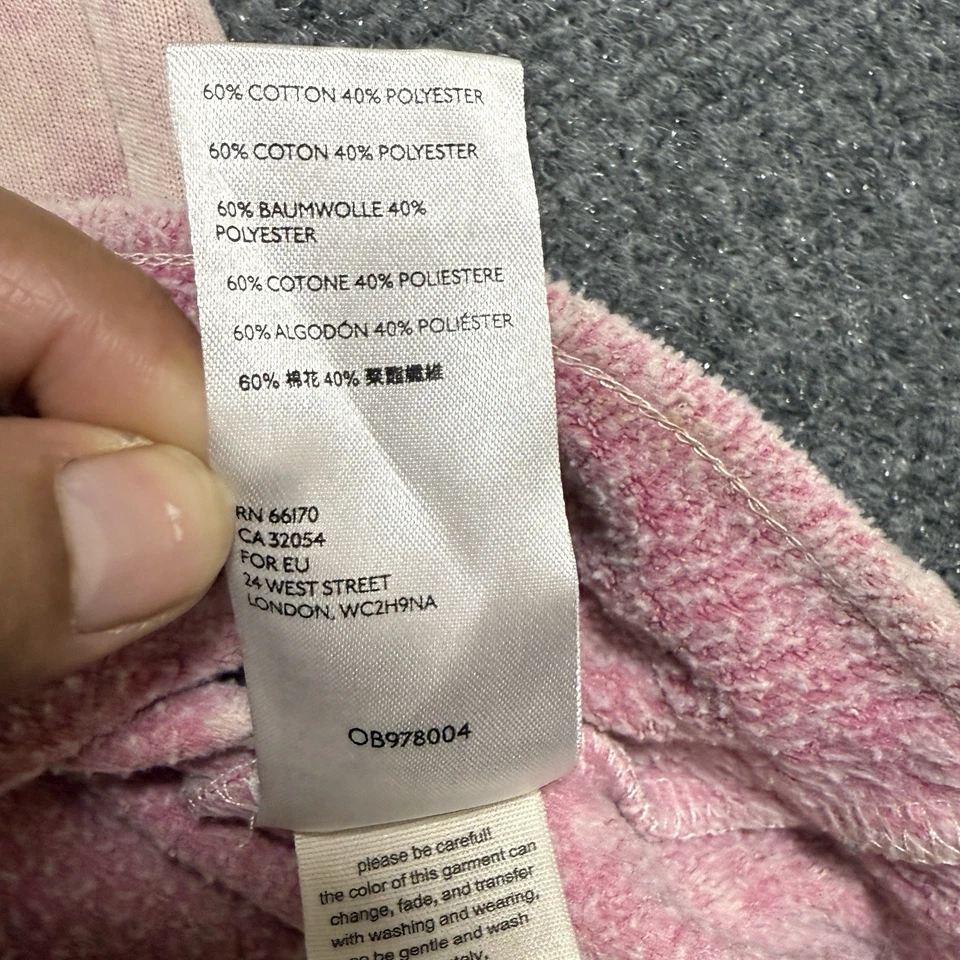 60% COTTON 40% POLYESTER
60% COTON 40% POLYESTER
60% BAUMWOLLE 40%
POLYESTER
60% COTONE 40% POLIESTERE
60% ALGODÓN 40% POLIÉSTER
60% 棉花 40% 聚酯纖維
RN 66170
CA 32054
FOR EU
24 WEST STREET
LONDON, WC2H9NA
OB978004
please be careful!
the color of this garment can
change, fade, and transfer
with washing and wearing,
be gentle and wash